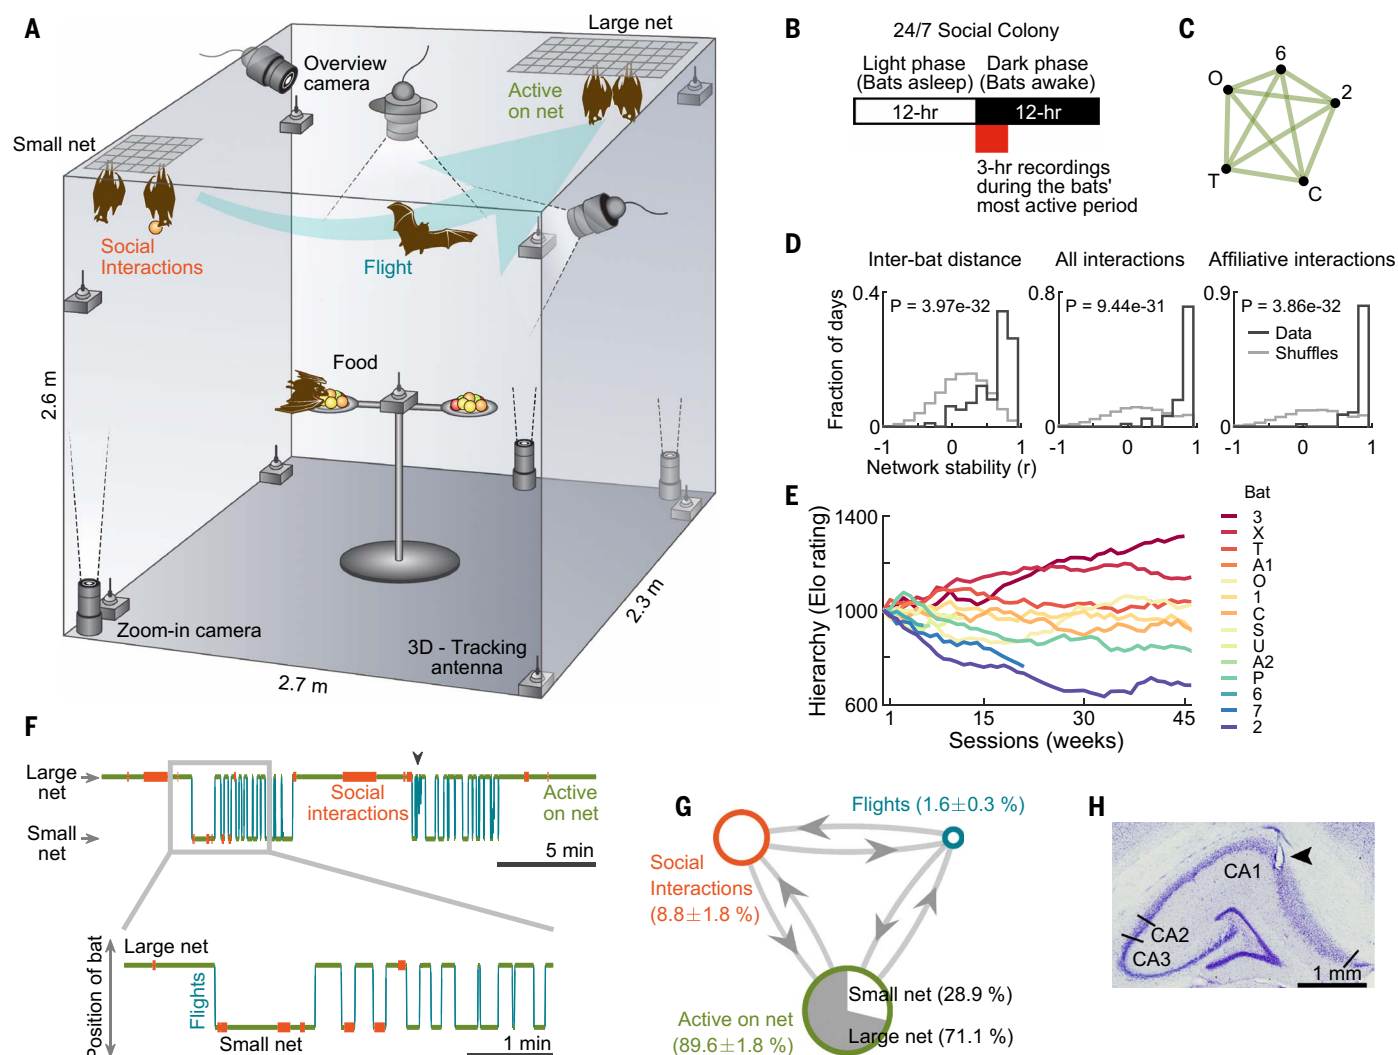 A
Large net
Overview
camera
Active
on net
Small net
Social
Interactions
Flight
Food
2.6 m
Zoom-in camera
3D - Tracking
antenna
2.3 m
2.7 m
B
24/7 Social Colony
Light phase
(Bats asleep)
Dark phase
(Bats awake)
12-hr
12-hr
3-hr recordings
during the bats'
most active period
C
6
O
2
T
C
D
Inter-bat distance
All interactions
Affiliative interactions
Fraction of days
0.4
0
P = 3.97e-32
-1
0
1
0.8
0
P = 9.44e-31
-1
0
1
0.9
0
P = 3.86e-32
Data
Shuffles
-1
0
1
Network stability (r)
E
Hierarchy (Elo rating)
1400
1000
600
1
15
30
45
Sessions (weeks)
Bat
3
X
T
A1
O
1
C
S
U
A2
P
6
7
2
F
Large
net
Small
net
Social
interactions
Active
on net
5 min
Position of bat
Large net
Flights
Small net
1 min
G
Flights (1.6±0.3 %)
Social
Interactions
(8.8±1.8 %)
Small net (28.9 %)
Large net (71.1 %)
Active on net
(89.6±1.8 %)
H
CA1
CA2
CA3
1 mm